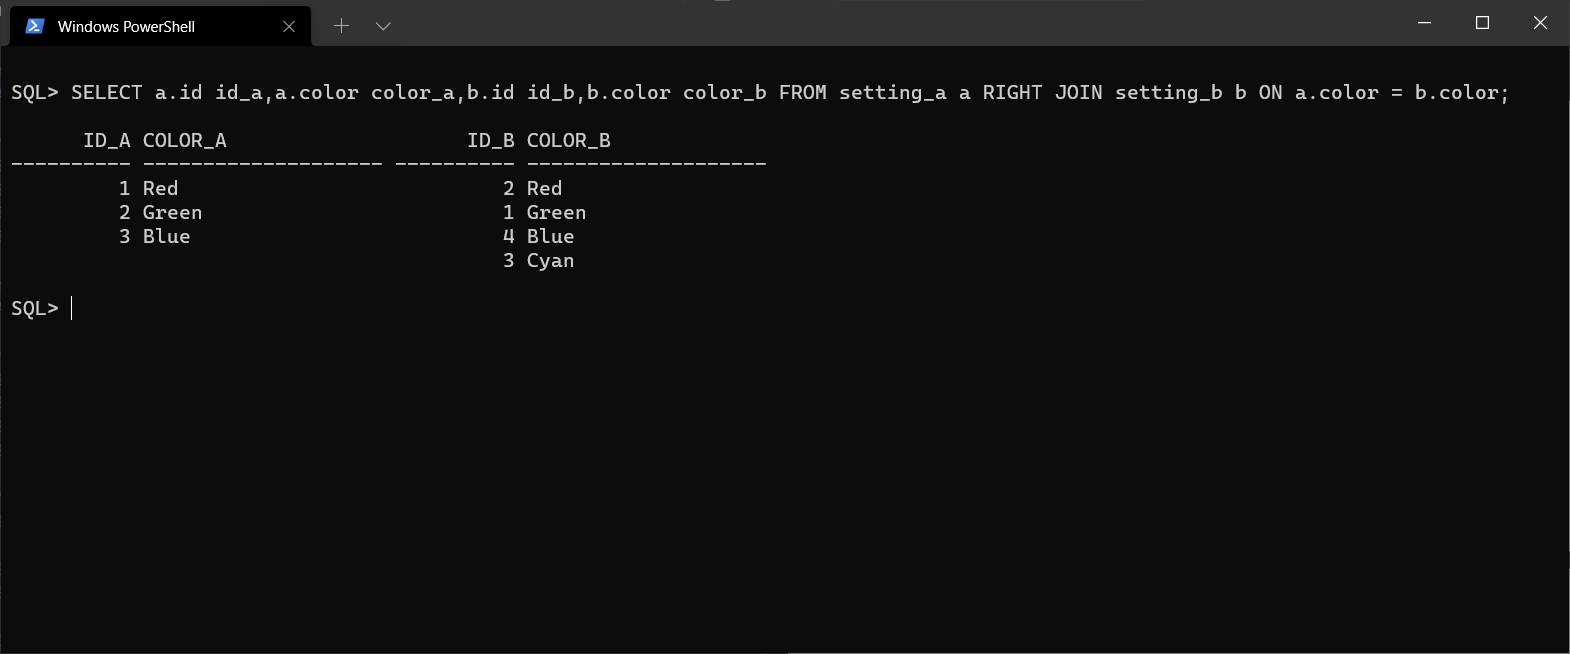 Windows PowerShell
SQL> SELECT a.id id_a,a.color color_a,b.id id_b,b.color color_b FROM setting_a a RIGHT JOIN setting_b b ON a.color = b.color;
      ID_A COLOR_A                    ID_B COLOR_B
---------- -------------------- ---------- --------------------
         1 Red                           2 Red
         2 Green                         1 Green
         3 Blue                          4 Blue
                                         3 Cyan
SQL>